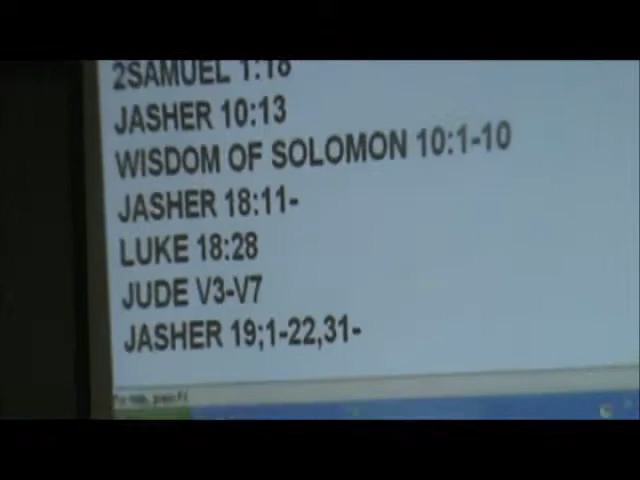 2SAMUEL 1:18
JASHER 10:13
WISDOM OF SOLOMON 10:1-10
JASHER 18:11-
LUKE 18:28
JUDE V3-V7
JASHER 19;1-22,31-